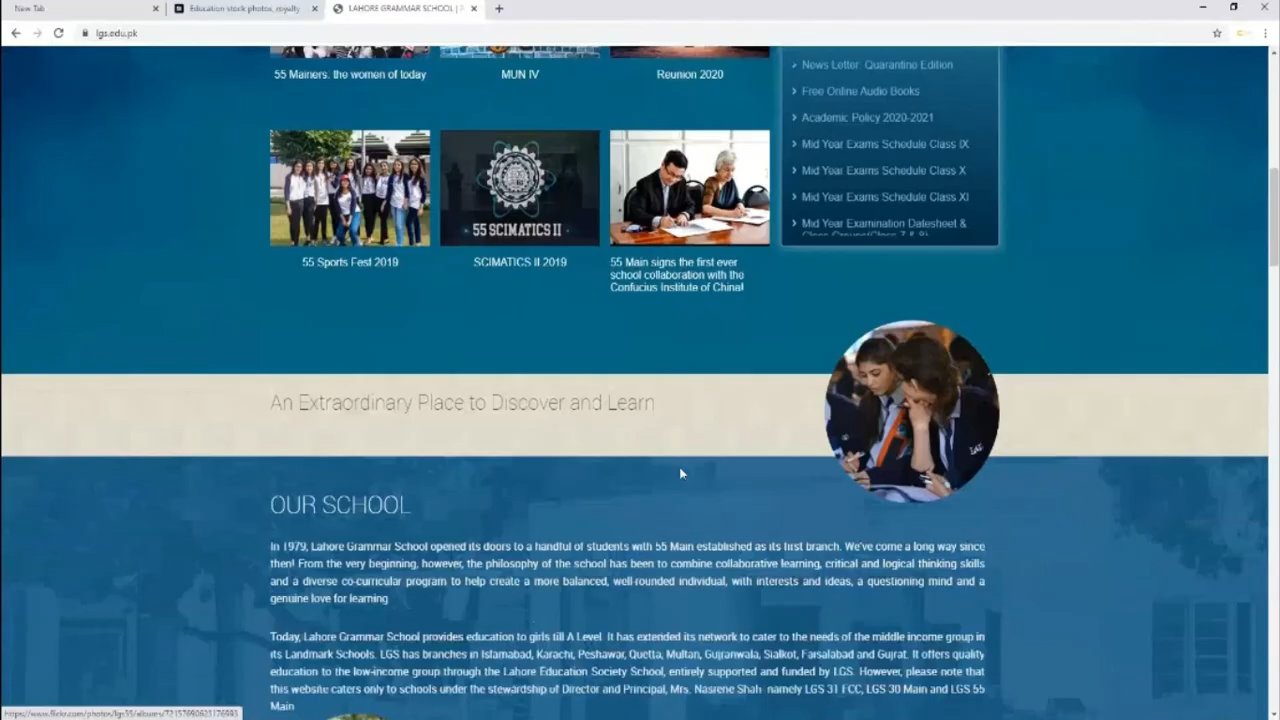 New Tab
Education stock photos, royalty
LAHORE GRAMMAR SCHOOL |
lgs.edu.pk
55 Mainers: the women of today
MUN IV
Reunion 2020
News Letter: Quarantine Edition
Free Online Audio Books
Academic Policy 2020-2021
Mid Year Exams Schedule Class IX
Mid Year Exams Schedule Class X
Mid Year Exams Schedule Class XI
Mid Year Examination Datesheet &
55 SCIMATICS II
55 Sports Fest 2019
SCIMATICS II 2019
55 Main signs the first ever
school collaboration with the
Confucius Institute of China!
An Extraordinary Place to Discover and Learn
OUR SCHOOL
In 1979, Lahore Grammar School opened its doors to a handful of students with 55 Main established as its first branch. We've come a long way since
then! From the very beginning, however, the philosophy of the school has been to combine collaborative learning, critical and logical thinking skills
and a diverse co-curricular program to help create a more balanced, well-rounded individual, with interests and ideas, a questioning mind and a
genuine love for learning
Today, Lahore Grammar School provides education to girls till A Level. It has extended its network to cater to the needs of the middle income group in
its Landmark Schools. LGS has branches in Islamabad, Karachi, Peshawar, Quetta, Multan, Gujranwala, Sialkot, Faisalabad and Gujrat. It offers quality
education to the low-income group through the Lahore Education Society School, entirely supported and funded by LGS. However, please note that
this website caters only to schools under the stewardship of Director and Principal, Mrs. Nasrene Shah namely LGS 31 FCC, LGS 30 Main and LGS 55
Main